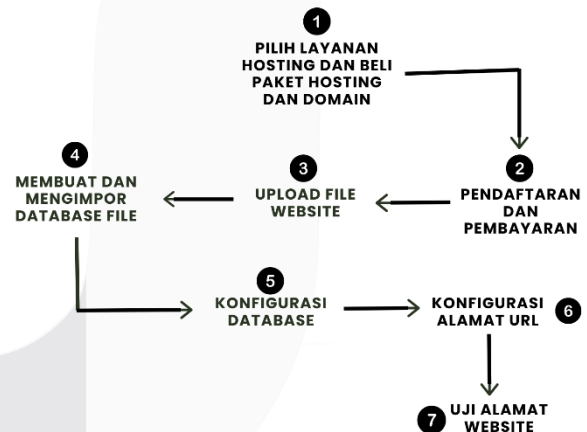 1
PILIH LAYANAN
HOSTING DAN BELI
PAKET HOSTING
DAN DOMAIN
2
PENDAFTARAN
DAN
PEMBAYARAN
3
UPLOAD FILE
WEBSITE
4
MEMBUAT DAN
MENGIMPOR
DATABASE FILE
5
KONFIGURASI
DATABASE
6
KONFIGURASI
ALAMAT URL
7
UJI ALAMAT
WEBSITE